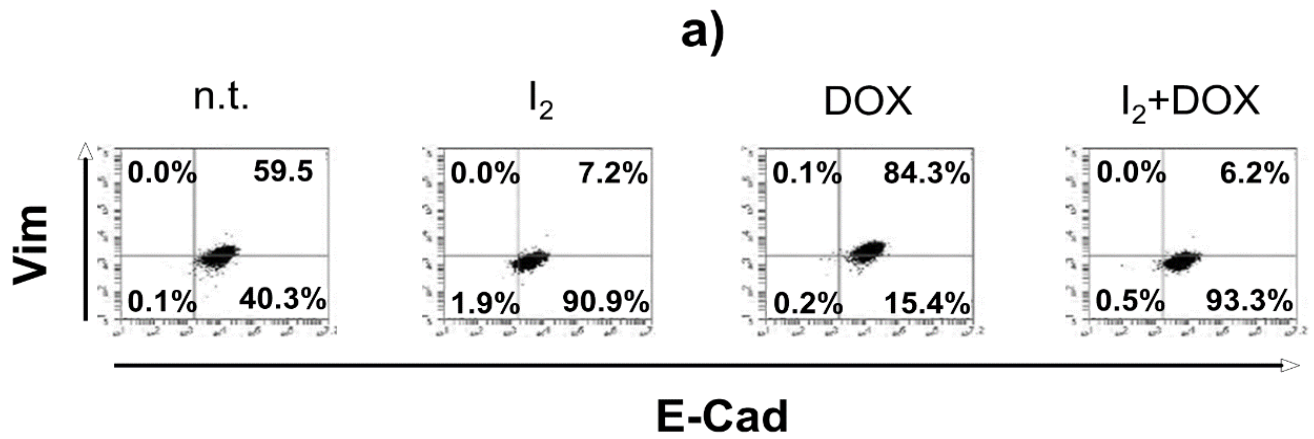 a)
n.t. I₂ DOX I₂+DOX
0.0% 59.5 0.0% 7.2% 0.1% 84.3% 0.0% 6.2%
Vim
0.1% 40.3% 1.9% 90.9% 0.2% 15.4% 0.5% 93.3%
E-Cad